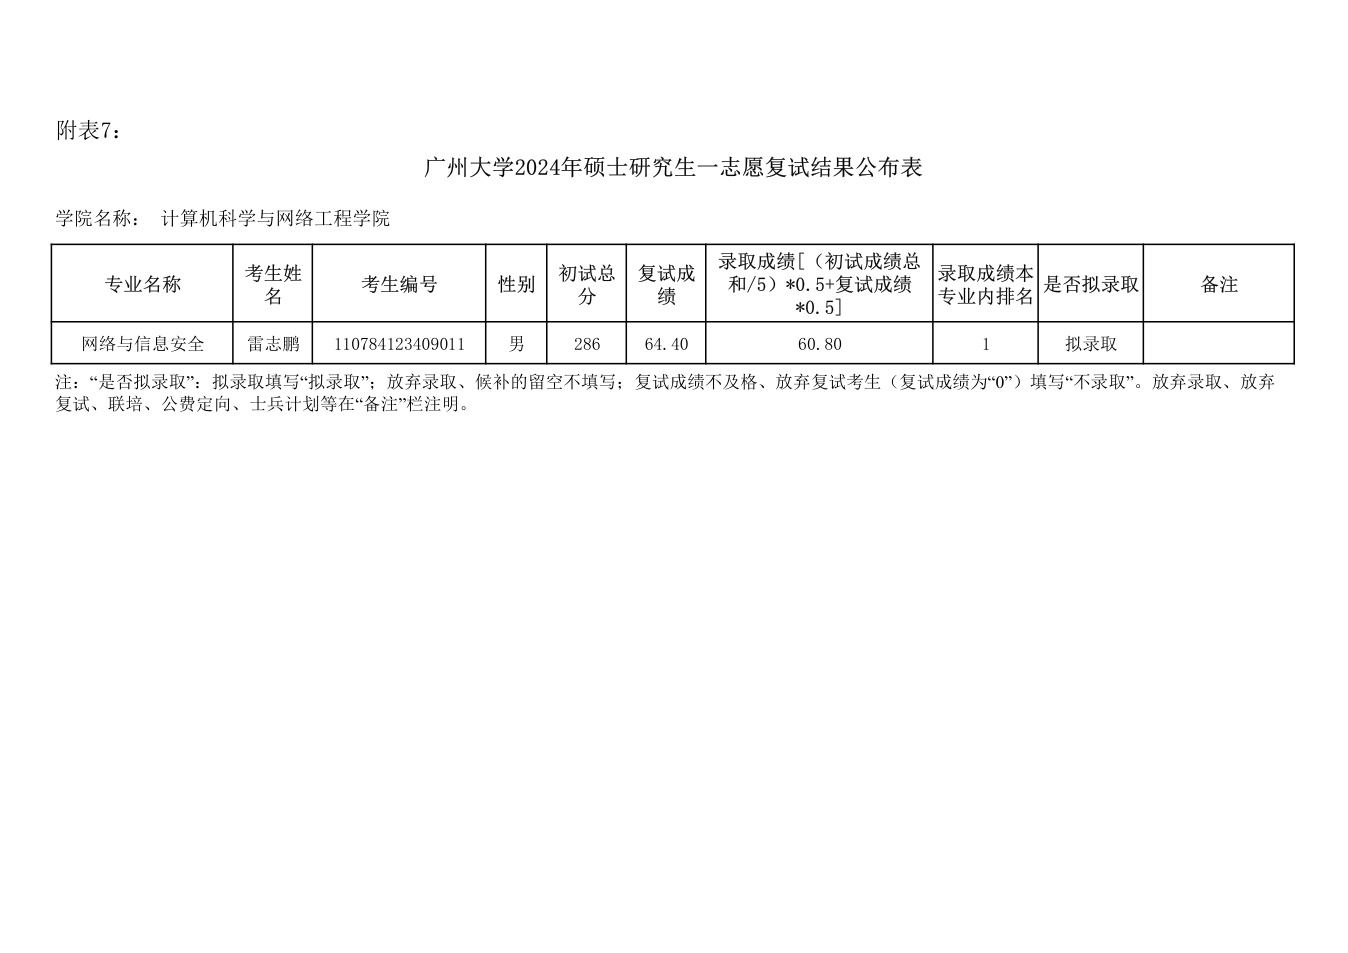 附表7：
广州大学2024年硕士研究生一志愿复试结果公布表
学院名称： 计算机科学与网络工程学院
专业名称 考生姓名 考生编号 性别 初试总分 复试成绩 录取成绩[（初试成绩总和/5）*0.5+复试成绩*0.5] 录取成绩本专业内排名 是否拟录取 备注
网络与信息安全 雷志鹏 110784123409011 男 286 64.40 60.80 1 拟录取
注：“是否拟录取”：拟录取填写“拟录取”；放弃录取、候补的留空不填写；复试成绩不及格、放弃复试考生（复试成绩为“0”）填写“不录取”。放弃录取、放弃
复试、联培、公费定向、士兵计划等在“备注”栏注明。